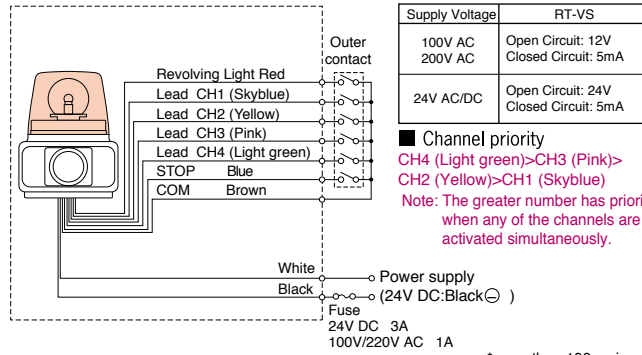 Outer
contact
Revolving Light Red
Lead CH1 (Skyblue)
Lead CH2 (Yellow)
Lead CH3 (Pink)
Lead CH4 (Light green)
STOP Blue
COM Brown
White
Black
Power supply
(24V DC:Black⊖ )
Fuse
24V DC 3A
100V/220V AC 1A
Supply Voltage RT-VS
100V AC
200V AC
Open Circuit: 12V
Closed Circuit: 5mA
24V AC/DC
Open Circuit: 24V
Closed Circuit: 5mA
■ Channel priority
CH4 (Light green)>CH3 (Pink)>
CH2 (Yellow)>CH1 (Skyblue)
Note: The greater number has priori
when any of the channels are
activated simultaneously.